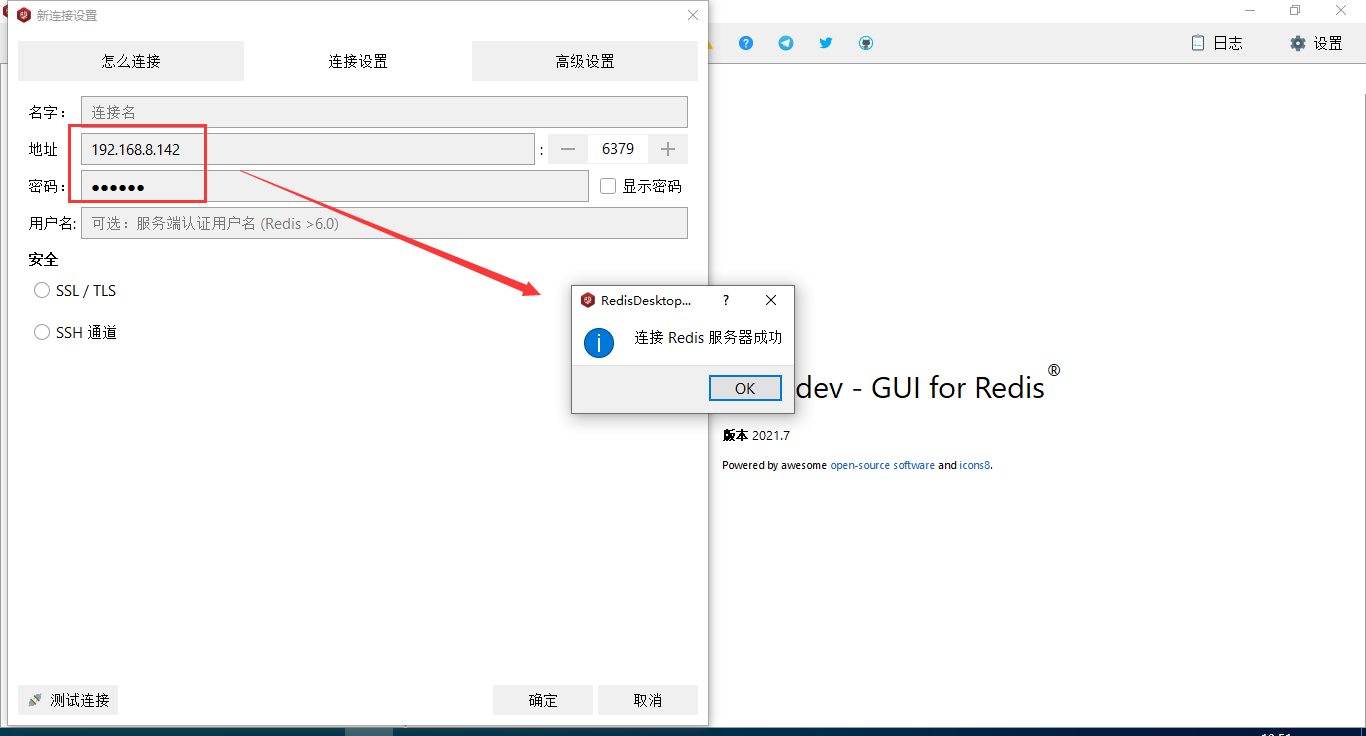 新连接设置
怎么连接 连接设置 高级设置
日志 设置
名字： 连接名
地址 192.168.8.142 : 6379
密码： ●●●●●● 显示密码
用户名: 可选：服务端认证用户名 (Redis >6.0)
安全
SSL / TLS
SSH 通道
RedisDesktop... ?
连接 Redis 服务器成功
OK
dev - GUI for Redis®
版本 2021.7
Powered by awesome open-source software and icons8.
测试连接 确定 取消